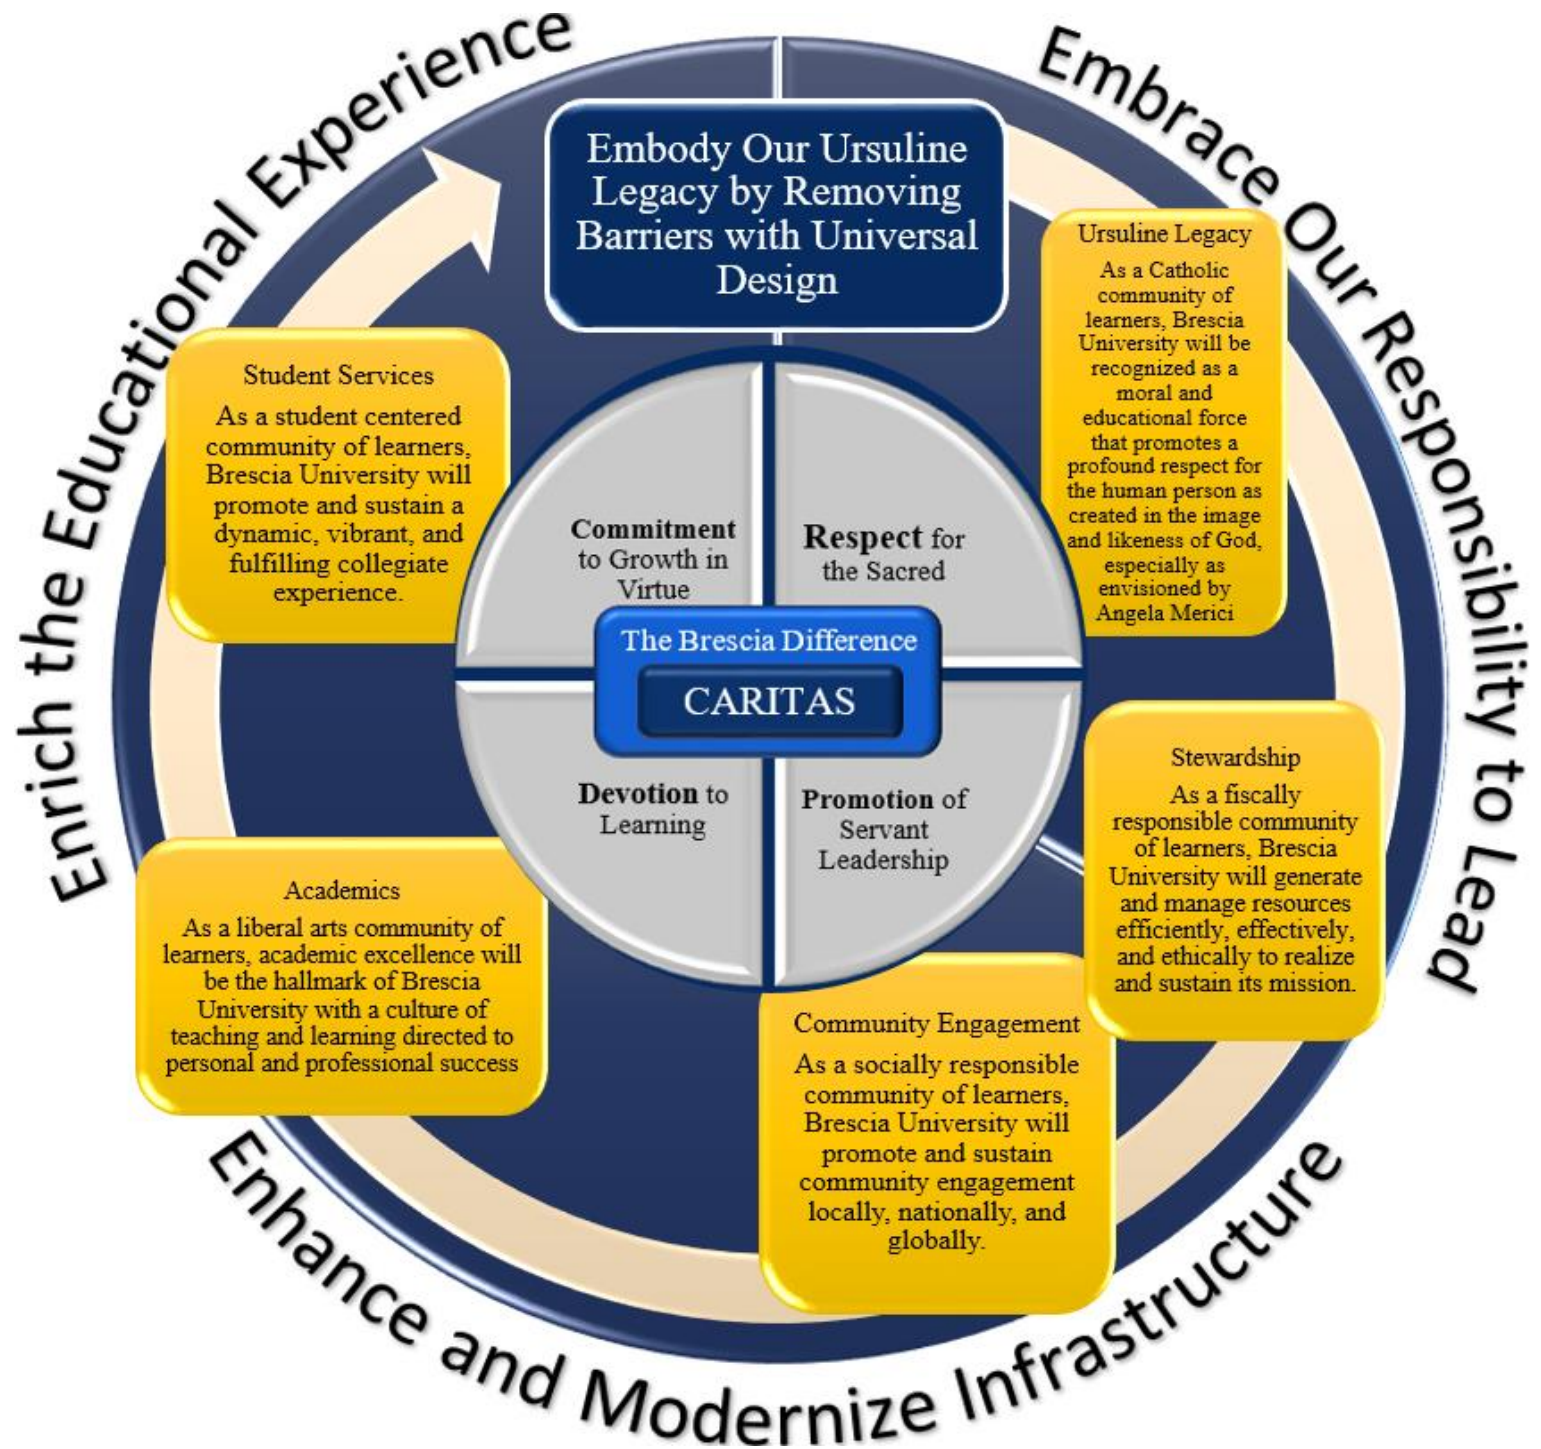 Enrich the Educational Experience
Embrace Our Responsibility to Lead
Enhance and Modernize Infrastructure
Embody Our Ursuline
Legacy by Removing
Barriers with Universal
Design
Ursuline Legacy
As a Catholic
community of
learners, Brescia
University will be
recognized as a
moral and
educational force
that promotes a
profound respect for
the human person as
created in the image
and likeness of God,
especially as
envisioned by
Angela Merici
Stewardship
As a fiscally
responsible community
of learners, Brescia
University will generate
and manage resources
efficiently, effectively,
and ethically to realize
and sustain its mission.
Community Engagement
As a socially responsible
community of learners,
Brescia University will
promote and sustain
community engagement
locally, nationally, and
globally.
Academics
As a liberal arts community of
learners, academic excellence will
be the hallmark of Brescia
University with a culture of
teaching and learning directed to
personal and professional success
Student Services
As a student centered
community of learners,
Brescia University will
promote and sustain a
dynamic, vibrant, and
fulfilling collegiate
experience.
Commitment
to Growth in
Virtue
Respect for
the Sacred
The Brescia Difference
CARITAS
Devotion to
Learning
Promotion of
Servant
Leadership